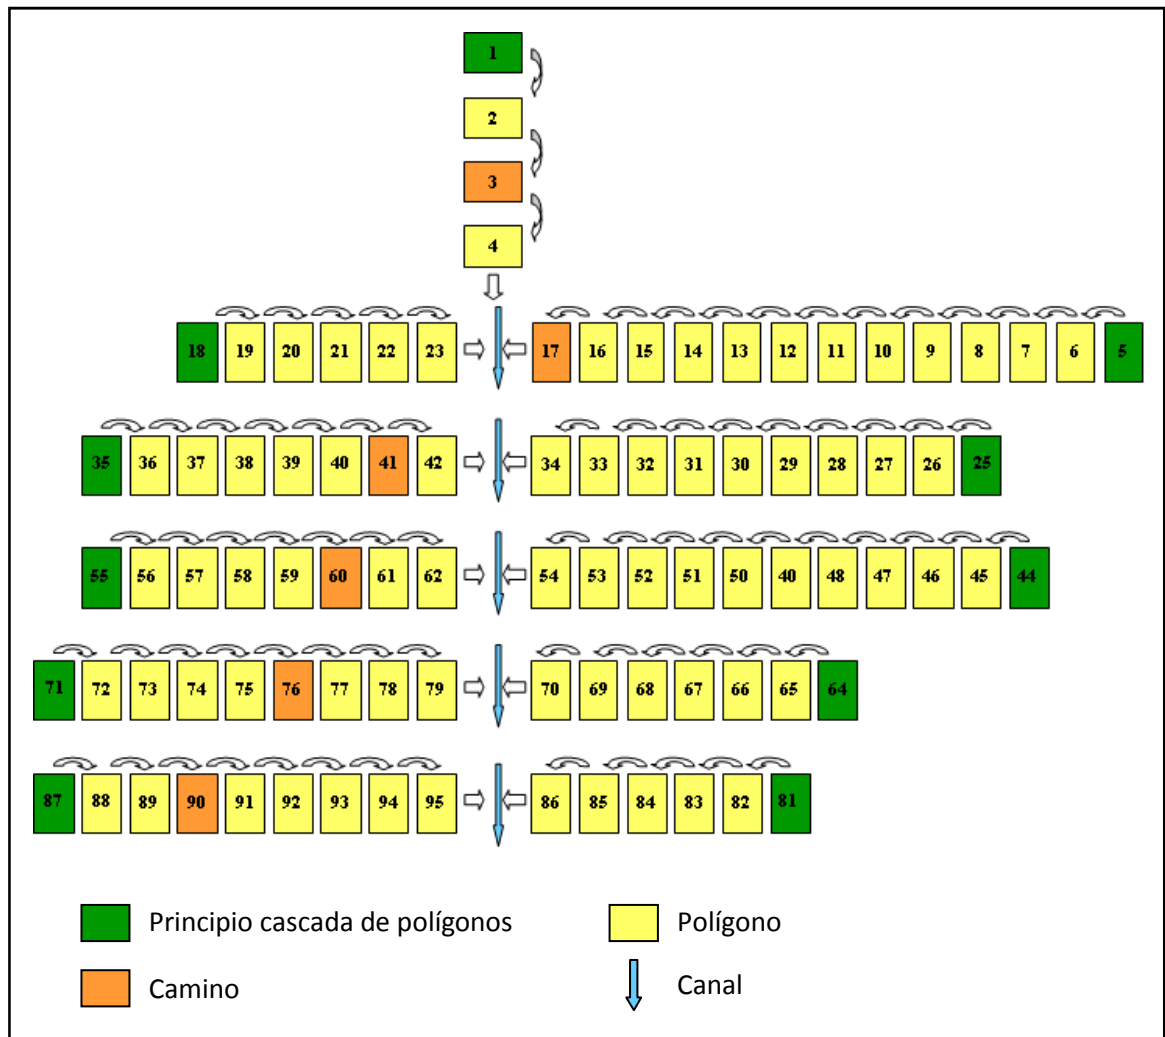 1
2
3
4
18 19 20 21 22 23 17 16 15 14 13 12 11 10 9 8 7 6 5
35 36 37 38 39 40 41 42 34 33 32 31 30 29 28 27 26 25
55 56 57 58 59 60 61 62 54 53 52 51 50 40 48 47 46 45 44
71 72 73 74 75 76 77 78 79 70 69 68 67 66 65 64
87 88 89 90 91 92 93 94 95 86 85 84 83 82 81
Principio cascada de polígonos Polígono
Camino Canal